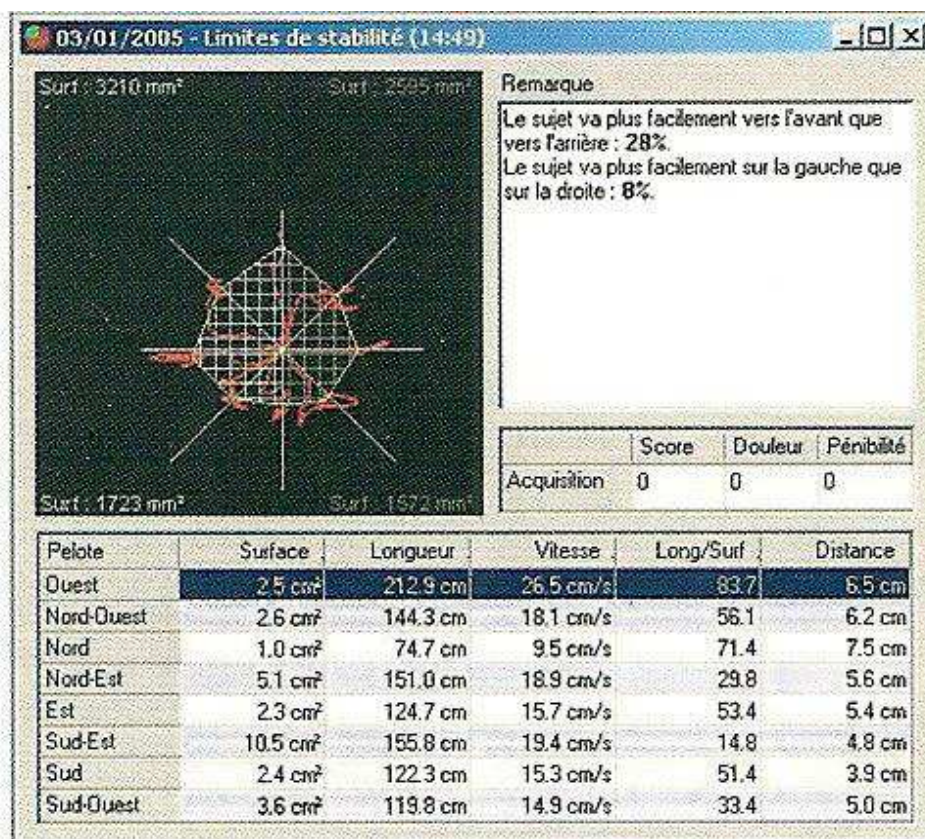 03/01/2005 - Limites de stabilité (14:49)
Surf : 3210 mm² Surf : 2595 mm²
Remarque
Le sujet va plus facilement vers l'avant que
vers l'arrière : 28%.
Le sujet va plus facilement sur la gauche que
sur la droite : 8%.
Score Douleur Pénibilité
Acquisition 0 0 0
Surf : 1723 mm² Surf : 1572 mm²
Pelote Surface Longueur Vitesse Long/Surf Distance
Ouest 2.5 cm² 212.9 cm 26.5 cm/s 83.7 6.5 cm
Nord-Ouest 2.6 cm² 144.3 cm 18.1 cm/s 56.1 6.2 cm
Nord 1.0 cm² 74.7 cm 9.5 cm/s 71.4 7.5 cm
Nord-Est 5.1 cm² 151.0 cm 18.9 cm/s 29.8 5.6 cm
Est 2.3 cm² 124.7 cm 15.7 cm/s 53.4 5.4 cm
Sud-Est 10.5 cm² 155.8 cm 19.4 cm/s 14.8 4.8 cm
Sud 2.4 cm² 122.3 cm 15.3 cm/s 51.4 3.9 cm
Sud-Ouest 3.6 cm² 119.8 cm 14.9 cm/s 33.4 5.0 cm